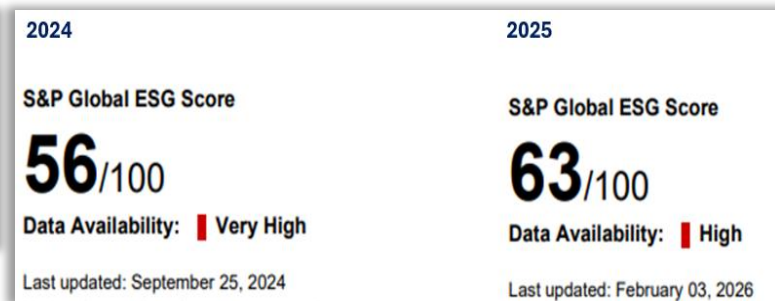 2024
S&P Global ESG Score
56/100
Data Availability: Very High
Last updated: September 25, 2024
2025
S&P Global ESG Score
63/100
Data Availability: High
Last updated: February 03, 2026